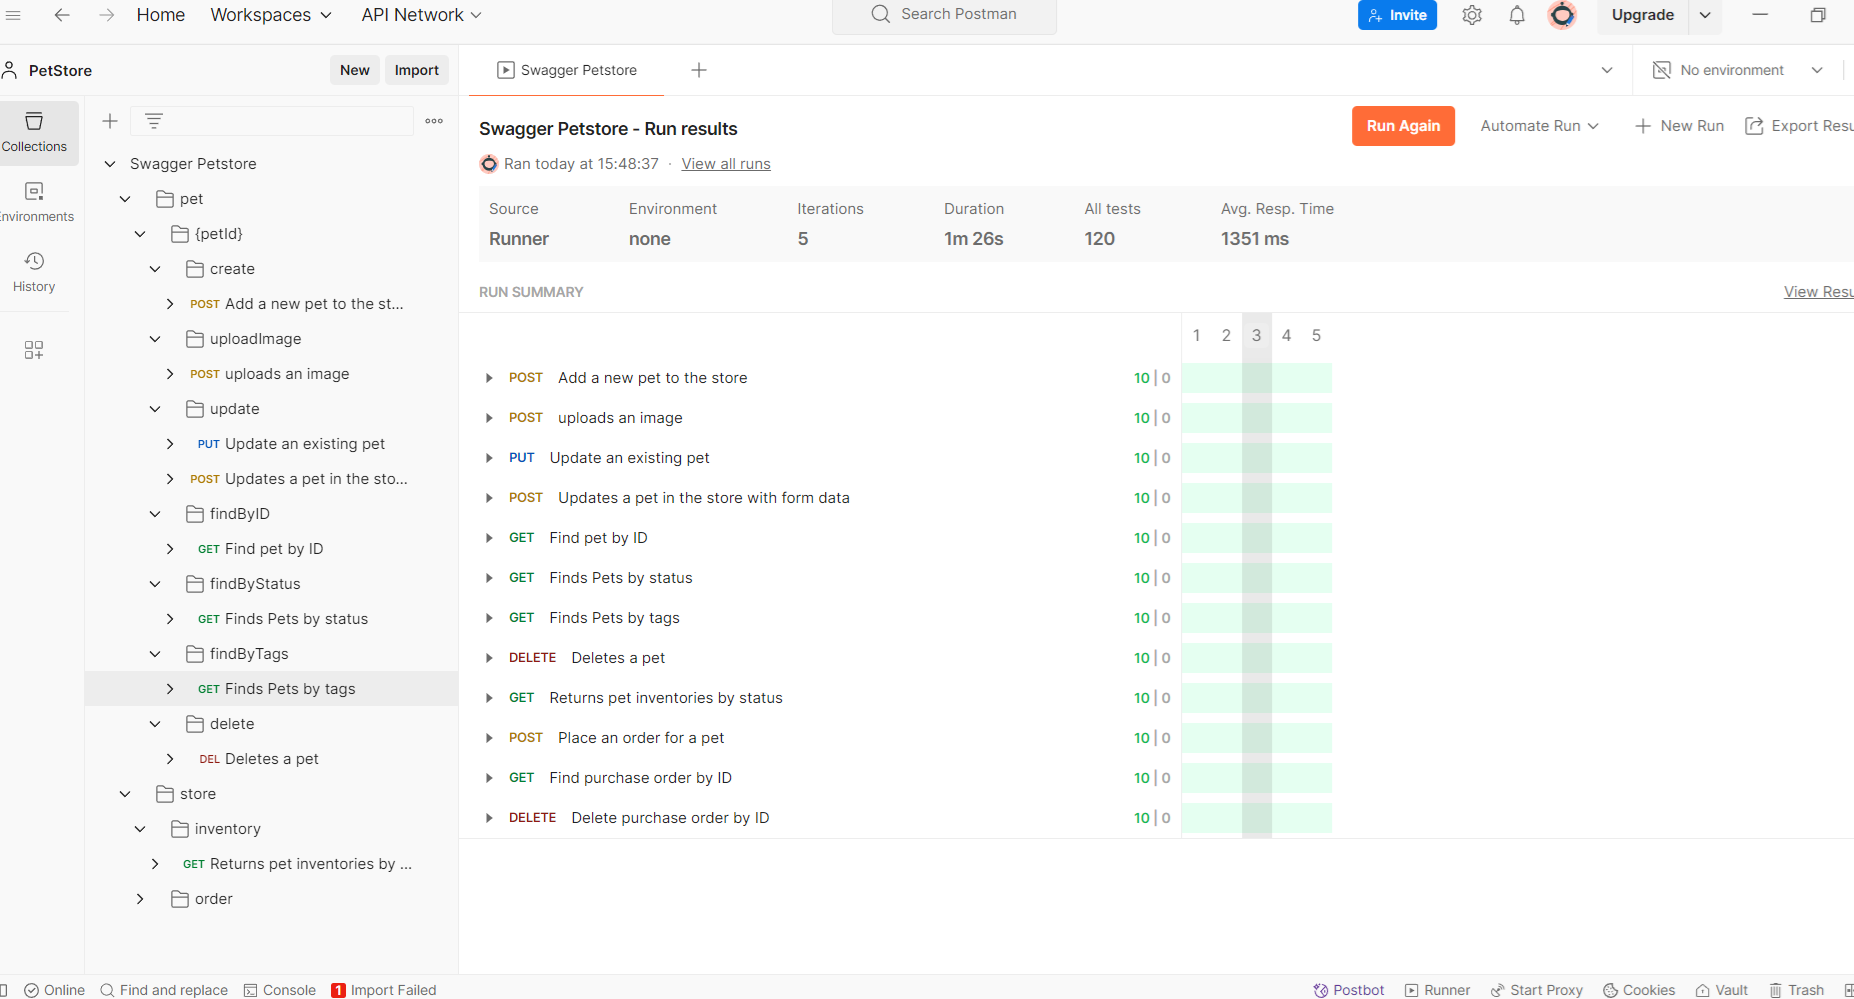 Home Workspaces API Network Search Postman Invite Upgrade
PetStore New Import Swagger Petstore No environment
Collections
Environments
History
Swagger Petstore
pet
{petId}
create
POST Add a new pet to the st...
uploadImage
POST uploads an image
update
PUT Update an existing pet
POST Updates a pet in the sto...
findByID
GET Find pet by ID
findByStatus
GET Finds Pets by status
findByTags
GET Finds Pets by tags
delete
DEL Deletes a pet
store
inventory
GET Returns pet inventories by ...
order
Swagger Petstore - Run results
Run Again Automate Run New Run Export Resu
Ran today at 15:48:37 · View all runs
Source Environment Iterations Duration All tests Avg. Resp. Time
Runner none 5 1m 26s 120 1351 ms
RUN SUMMARY View Resu
1 2 3 4 5
POST Add a new pet to the store 10 | 0
POST uploads an image 10 | 0
PUT Update an existing pet 10 | 0
POST Updates a pet in the store with form data 10 | 0
GET Find pet by ID 10 | 0
GET Finds Pets by status 10 | 0
GET Finds Pets by tags 10 | 0
DELETE Deletes a pet 10 | 0
GET Returns pet inventories by status 10 | 0
POST Place an order for a pet 10 | 0
GET Find purchase order by ID 10 | 0
DELETE Delete purchase order by ID 10 | 0
Online Find and replace Console 1 Import Failed Postbot Runner Start Proxy Cookies Vault Trash